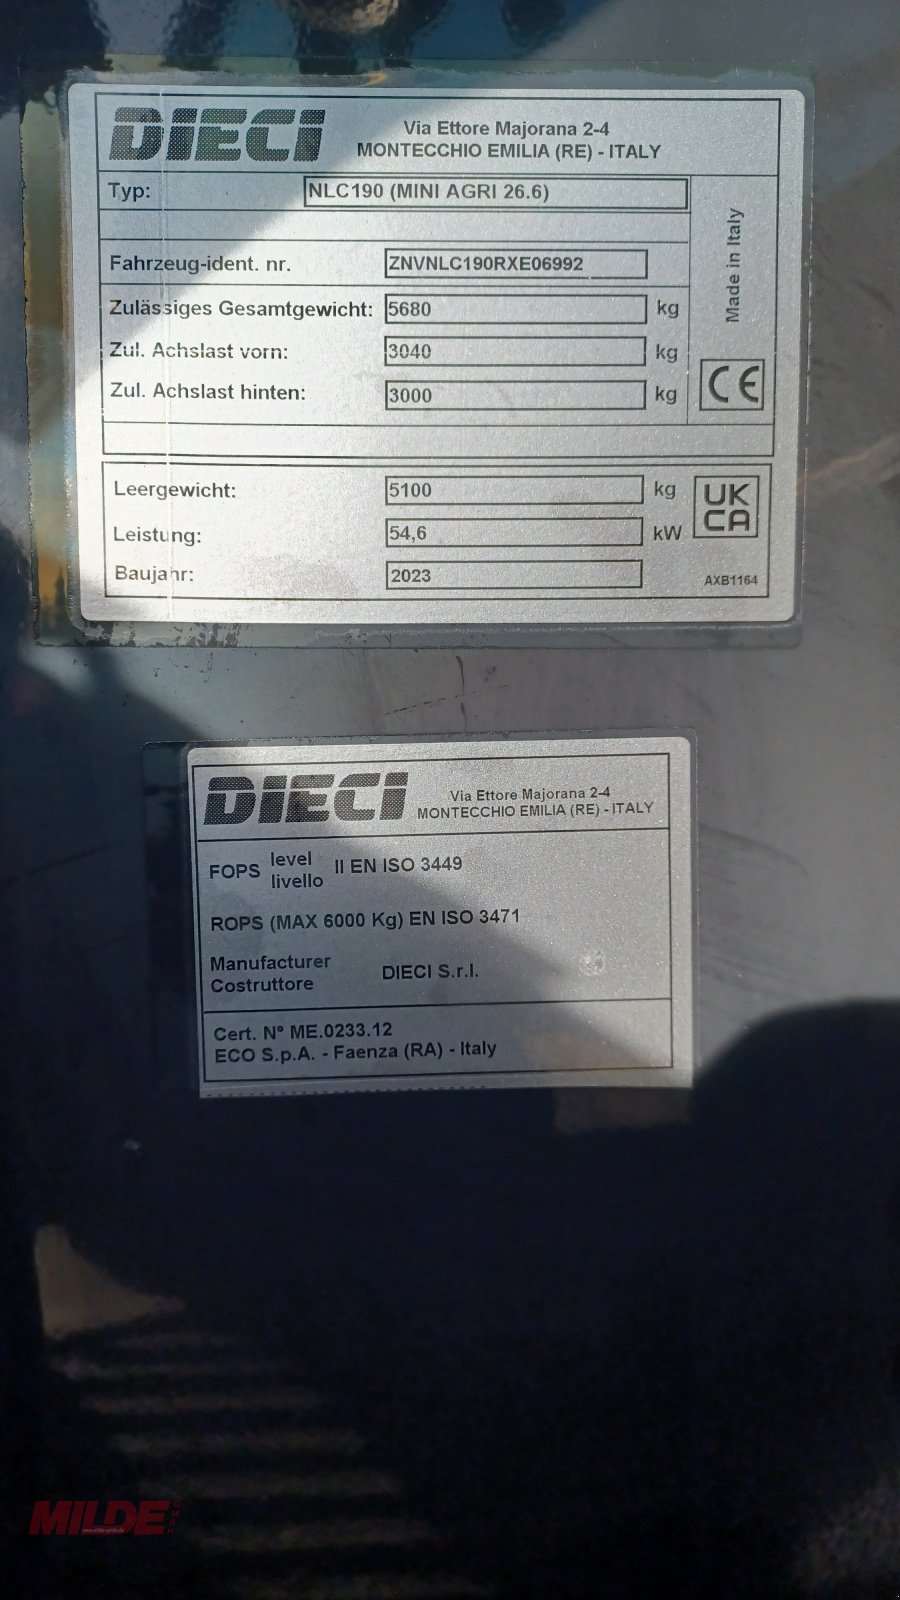 DIECI
Via Ettore Majorana 2-4
MONTECCHIO EMILIA (RE) - ITALY
Typ: NLC190 (MINI AGRI 26.6)
Fahrzeug-ident. nr. ZNVNLC190RXE06992
Zulässiges Gesamtgewicht: 5680 kg
Zul. Achslast vorn: 3040 kg
Zul. Achslast hinten: 3000 kg
Made in Italy
CE
Leergewicht: 5100 kg
Leistung: 54,6 kW
Baujahr: 2023
UK
CA
AXB1164
DIECI
Via Ettore Majorana 2-4
MONTECCHIO EMILIA (RE) - ITALY
FOPS level livello II EN ISO 3449
ROPS (MAX 6000 Kg) EN ISO 3471
Manufacturer
Costruttore DIECI S.r.l.
Cert. N° ME.0233.12
ECO S.p.A. - Faenza (RA) - Italy
MILDE
www.milde-gmbh.de